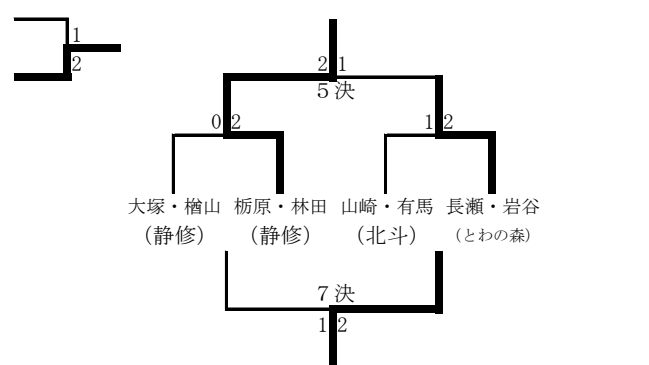 1
2
2 1
5決
0 2
1 2
大塚・楢山 栃原・林田 山崎・有馬 長瀬・岩谷
(静修) (静修) (北斗) (とわの森)
7決
1 2